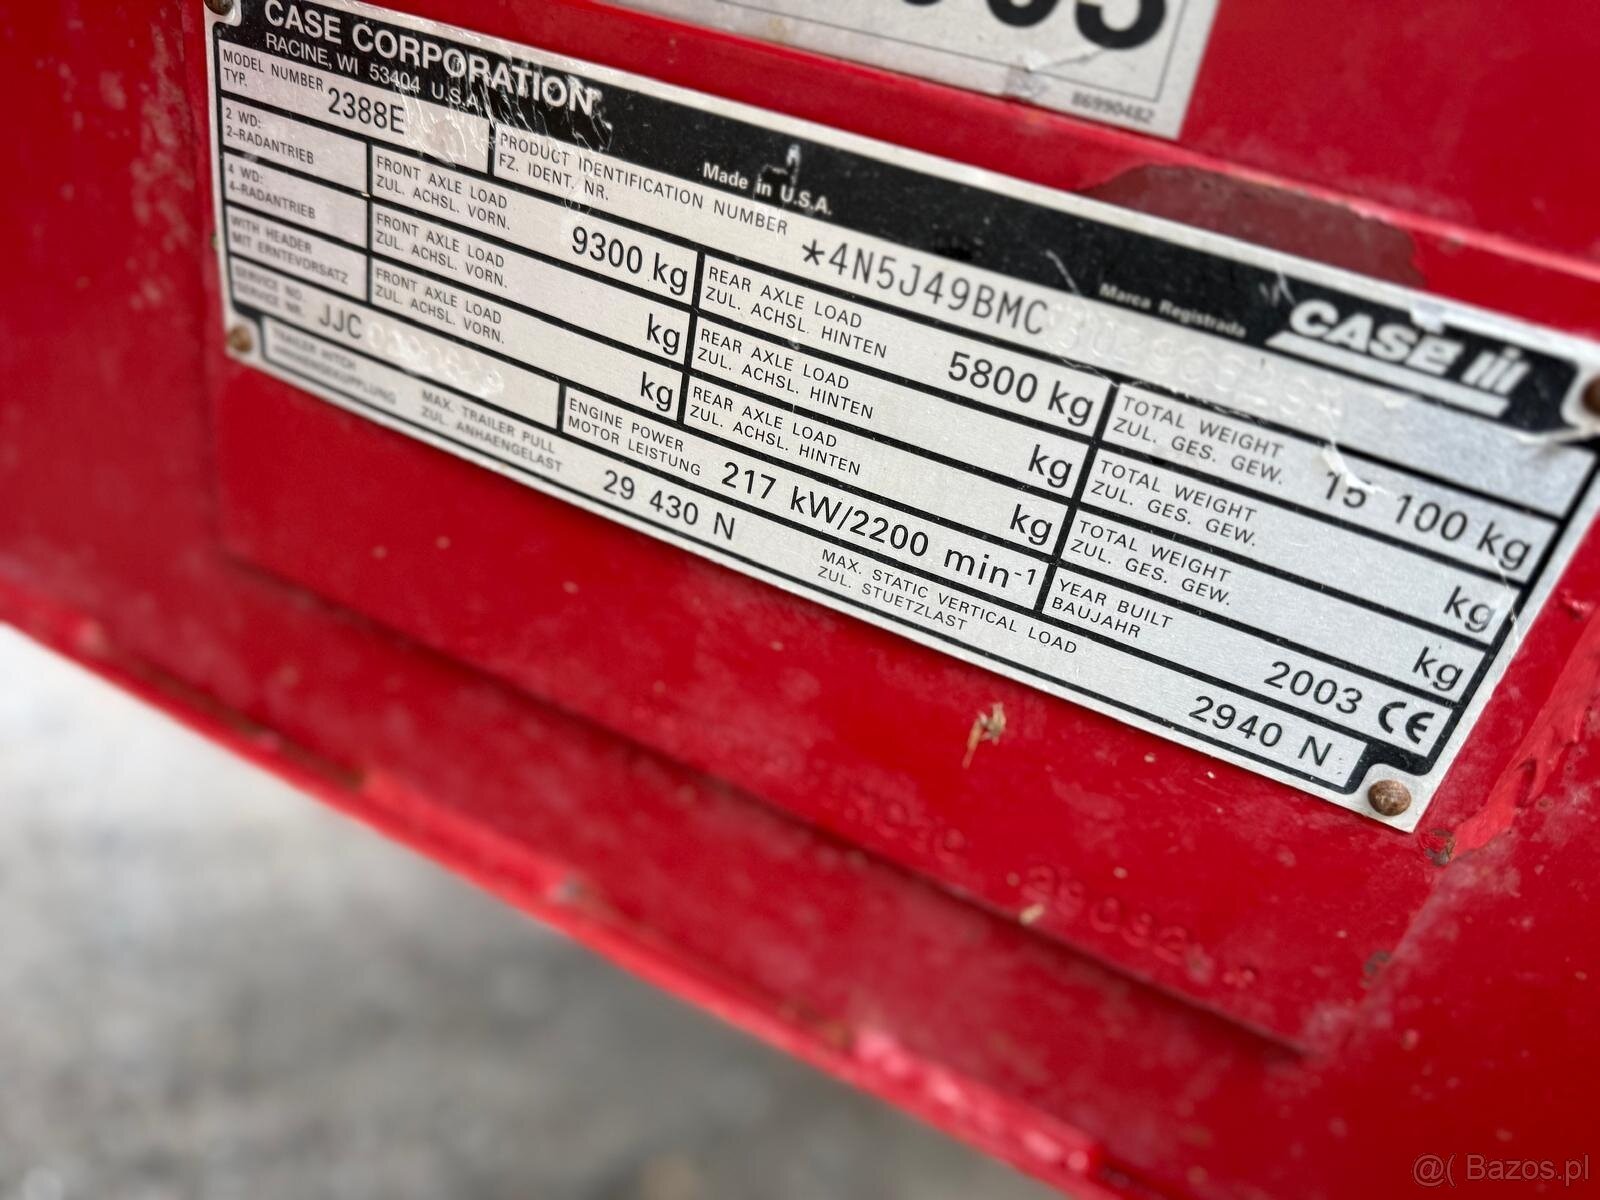 86990482
CASE CORPORATION
RACINE, WI 53404 U.S.A.
Made in U.S.A.
Marca Registrada
CASE III
MODEL NUMBER
TYP.
2388E
PRODUCT IDENTIFICATION NUMBER
FZ. IDENT. NR.
*4N5J49BMC
2 WD:
2-RADANTRIEB
FRONT AXLE LOAD
ZUL. ACHSL. VORN.
9300 kg
REAR AXLE LOAD
ZUL. ACHSL. HINTEN
5800 kg
TOTAL WEIGHT
ZUL. GES. GEW.
15 100 kg
4 WD:
4-RADANTRIEB
FRONT AXLE LOAD
ZUL. ACHSL. VORN.
kg
REAR AXLE LOAD
ZUL. ACHSL. HINTEN
kg
TOTAL WEIGHT
ZUL. GES. GEW.
kg
WITH HEADER
MIT ERNTEVORSATZ
FRONT AXLE LOAD
ZUL. ACHSL. VORN.
kg
REAR AXLE LOAD
ZUL. ACHSL. HINTEN
kg
TOTAL WEIGHT
ZUL. GES. GEW.
kg
SERVICE NO.
SERVICE NR.
JJC
ENGINE POWER
MOTOR LEISTUNG
217 kW/2200 min-1
YEAR BUILT
BAUJAHR
2003 CE
TRAILER HITCH
MAX. TRAILER PULL
ZUL. ANHAENGELAST
29 430 N
MAX. STATIC VERTICAL LOAD
ZUL. STUETZLAST
2940 N
@( Bazos.pl